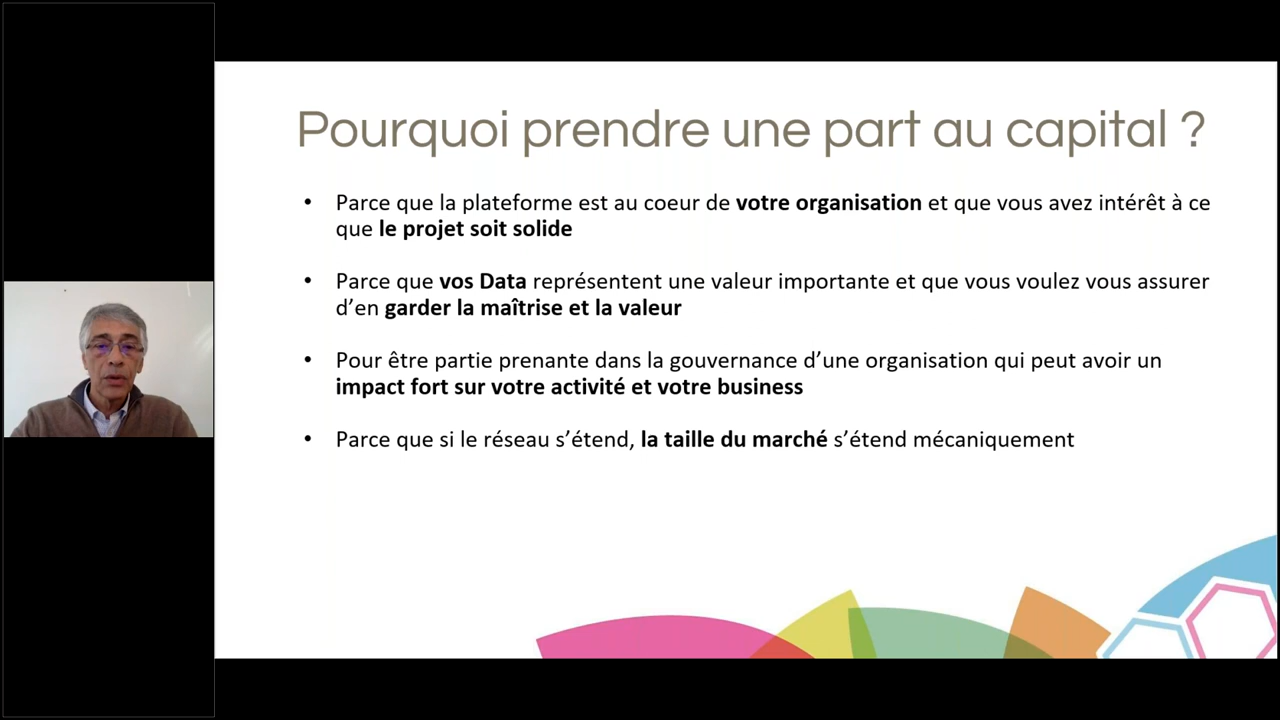 Pourquoi prendre une part au capital ?
• Parce que la plateforme est au coeur de votre organisation et que vous avez intérêt à ce
que le projet soit solide
• Parce que vos Data représentent une valeur importante et que vous voulez vous assurer
d’en garder la maîtrise et la valeur
• Pour être partie prenante dans la gouvernance d’une organisation qui peut avoir un
impact fort sur votre activité et votre business
• Parce que si le réseau s’étend, la taille du marché s’étend mécaniquement